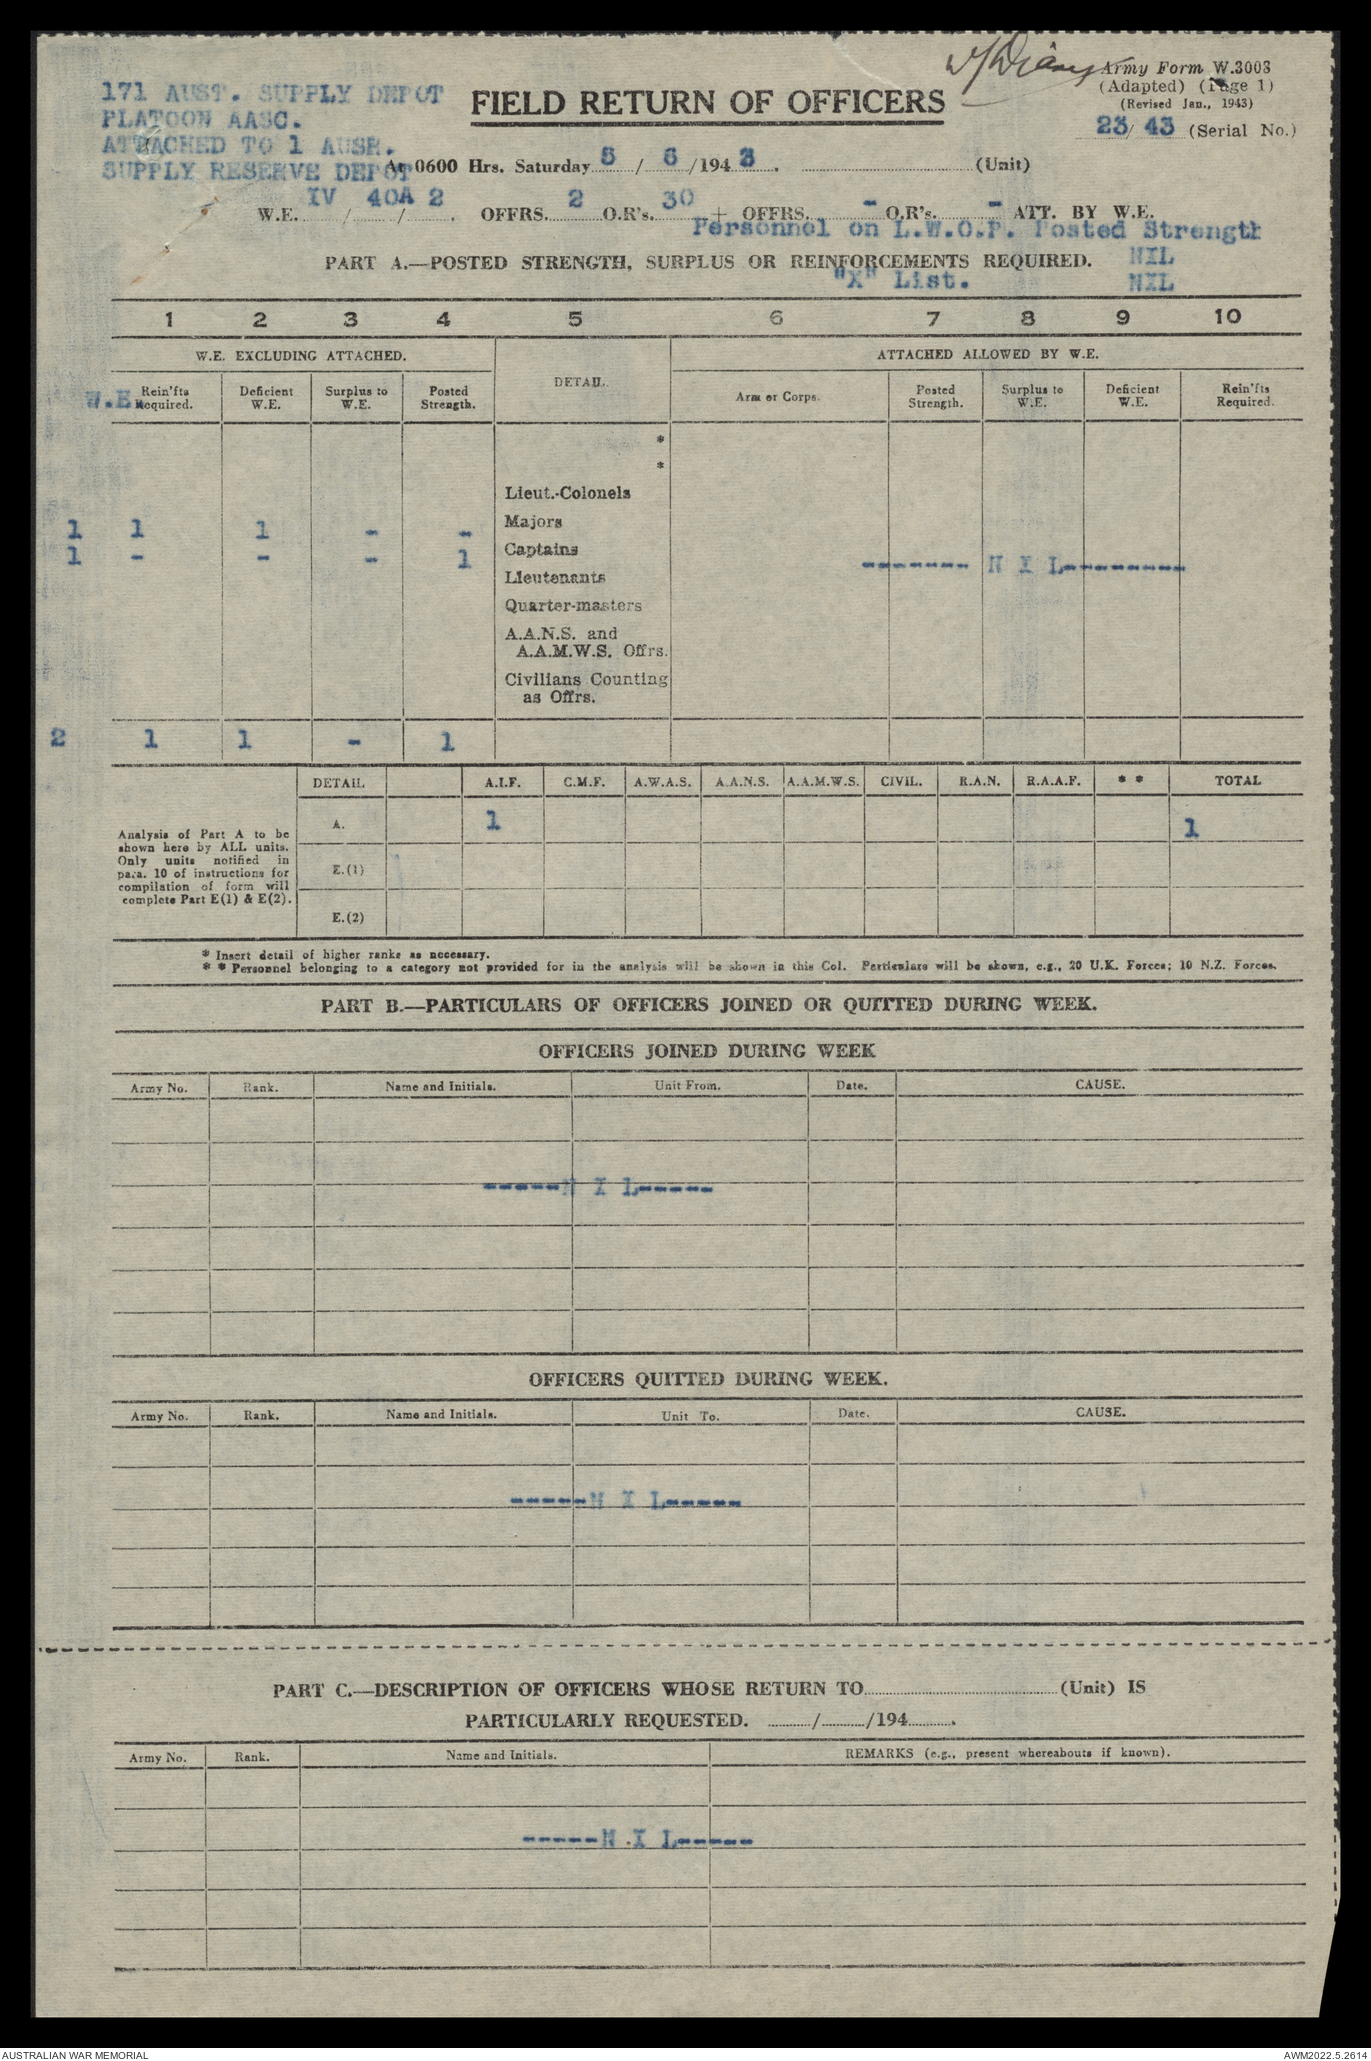 W/Diary
Army Form W.3003
(Adapted) (Page 1)
(Revised Jan., 1943)
23/ 43 (Serial No.)
171 AUST. SUPPLY DEPOT
PLATOON AASC.
ATTACHED TO 1 AUST.
SUPPLY RESERVE DEPOT
FIELD RETURN OF OFFICERS
At 0600 Hrs. Saturday 5 / 6 /194 3. (Unit)
W.E. IV / 40A / 2. OFFRS. 2 O.R's. 30 + OFFRS. - O.R's. - ATT. BY W.E.
Personnel on L.W.O.P. Posted Strength
NIL
PART A.—POSTED STRENGTH, SURPLUS OR REINFORCEMENTS REQUIRED.
"X" List. NIL
1 2 3 4 5 6 7 8 9 10
W.E. EXCLUDING ATTACHED. DETAIL. ATTACHED ALLOWED BY W.E.
W.E. Rein'fts Required. Deficient W.E. Surplus to W.E. Posted Strength. Arm or Corps. Posted Strength. Surplus to W.E. Deficient W.E. Rein'fts Required.
*
*
Lieut.-Colonels
1 1 1 - - Majors
1 - - - 1 Captains ------- N I L---------
Lieutenants
Quarter-masters
A.A.N.S. and
A.A.M.W.S. Offrs.
Civilians Counting
as Offrs.
2 1 1 - 1
DETAIL A.I.F. C.M.F. A.W.A.S. A.A.N.S. A.A.M.W.S. CIVIL. R.A.N. R.A.A.F. * * TOTAL
A. 1 1
E.(1)
E.(2)
Analysis of Part A to be
shown here by ALL units.
Only units notified in
para. 10 of instructions for
compilation of form will
complete Part E(1) & E(2).
* Insert detail of higher ranks as necessary.
* * Personnel belonging to a category not provided for in the analysis will be shown in this Col. Particulars will be shown, e.g., 20 U.K. Forces; 10 N.Z. Forces.
PART B.—PARTICULARS OF OFFICERS JOINED OR QUITTED DURING WEEK.
OFFICERS JOINED DURING WEEK
Army No. Rank. Name and Initials. Unit From. Date. CAUSE.
-----N I L-----
OFFICERS QUITTED DURING WEEK.
Army No. Rank. Name and Initials. Unit To. Date. CAUSE.
-----N I L-----
PART C.—DESCRIPTION OF OFFICERS WHOSE RETURN TO (Unit) IS
PARTICULARLY REQUESTED. / /194 .
Army No. Rank. Name and Initials. REMARKS (e.g., present whereabouts if known).
-----N I L-----
AUSTRALIAN WAR MEMORIAL
AWM2022.5.2614